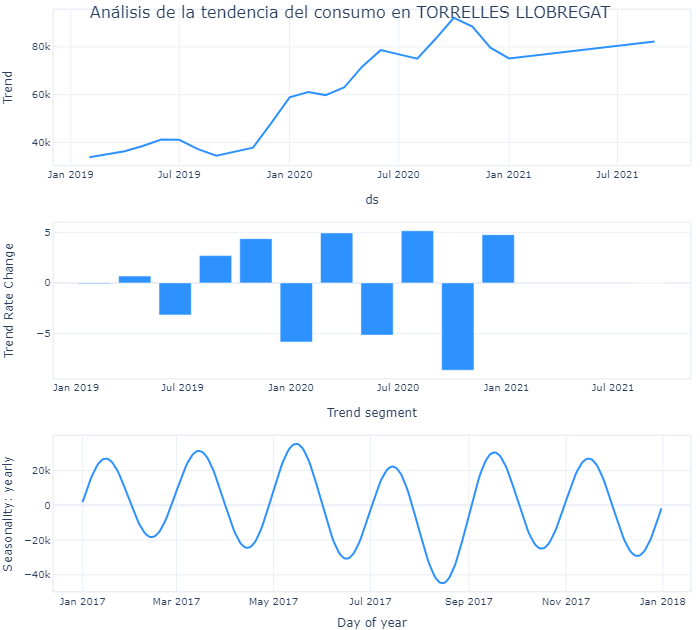 Análisis de la tendencia del consumo en TORRELLES LLOBREGAT
80k
60k
40k
Trend
Jan 2019 Jul 2019 Jan 2020 Jul 2020 Jan 2021 Jul 2021
ds
5
0
−5
Trend Rate Change
Jan 2019 Jul 2019 Jan 2020 Jul 2020 Jan 2021 Jul 2021
Trend segment
20k
0
−20k
−40k
Seasonality: yearly
Jan 2017 Mar 2017 May 2017 Jul 2017 Sep 2017 Nov 2017 Jan 2018
Day of year